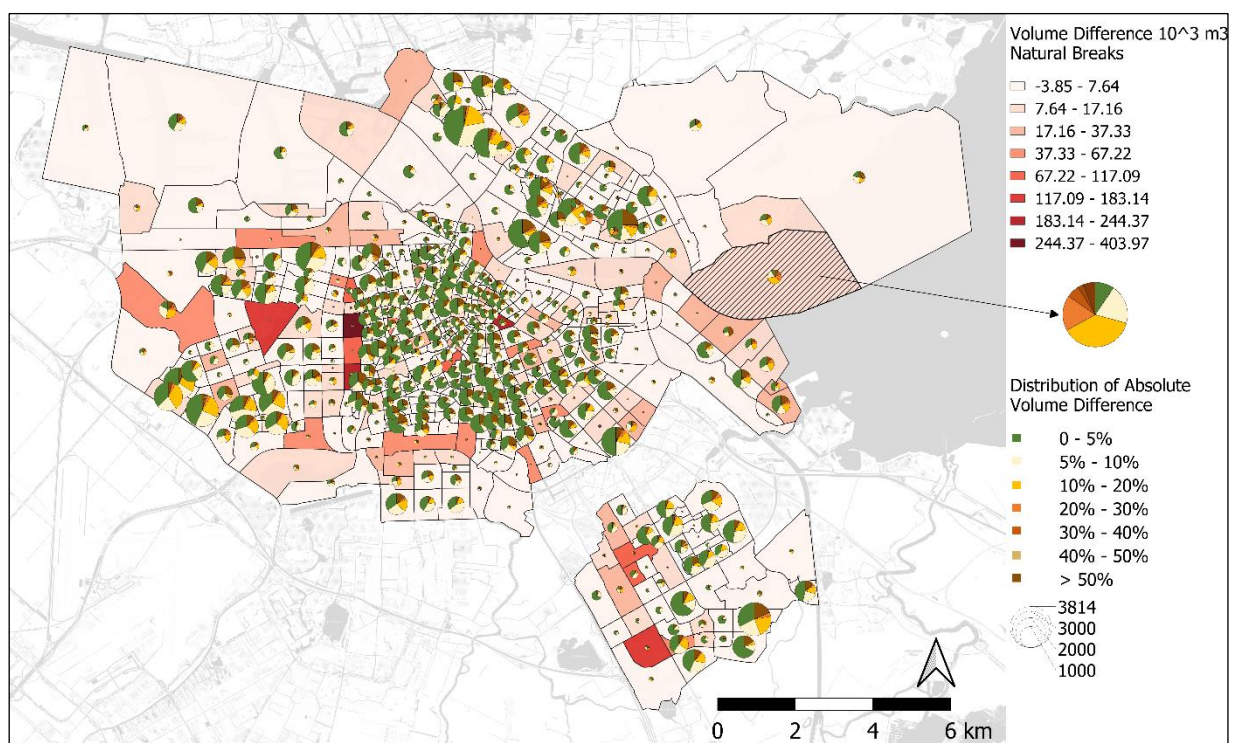 Volume Difference 10^3 m3
Natural Breaks
-3.85 - 7.64
7.64 - 17.16
17.16 - 37.33
37.33 - 67.22
67.22 - 117.09
117.09 - 183.14
183.14 - 244.37
244.37 - 403.97
Distribution of Absolute
Volume Difference
0 - 5%
5% - 10%
10% - 20%
20% - 30%
30% - 40%
40% - 50%
> 50%
3814
3000
2000
1000
0 2 4 6 km